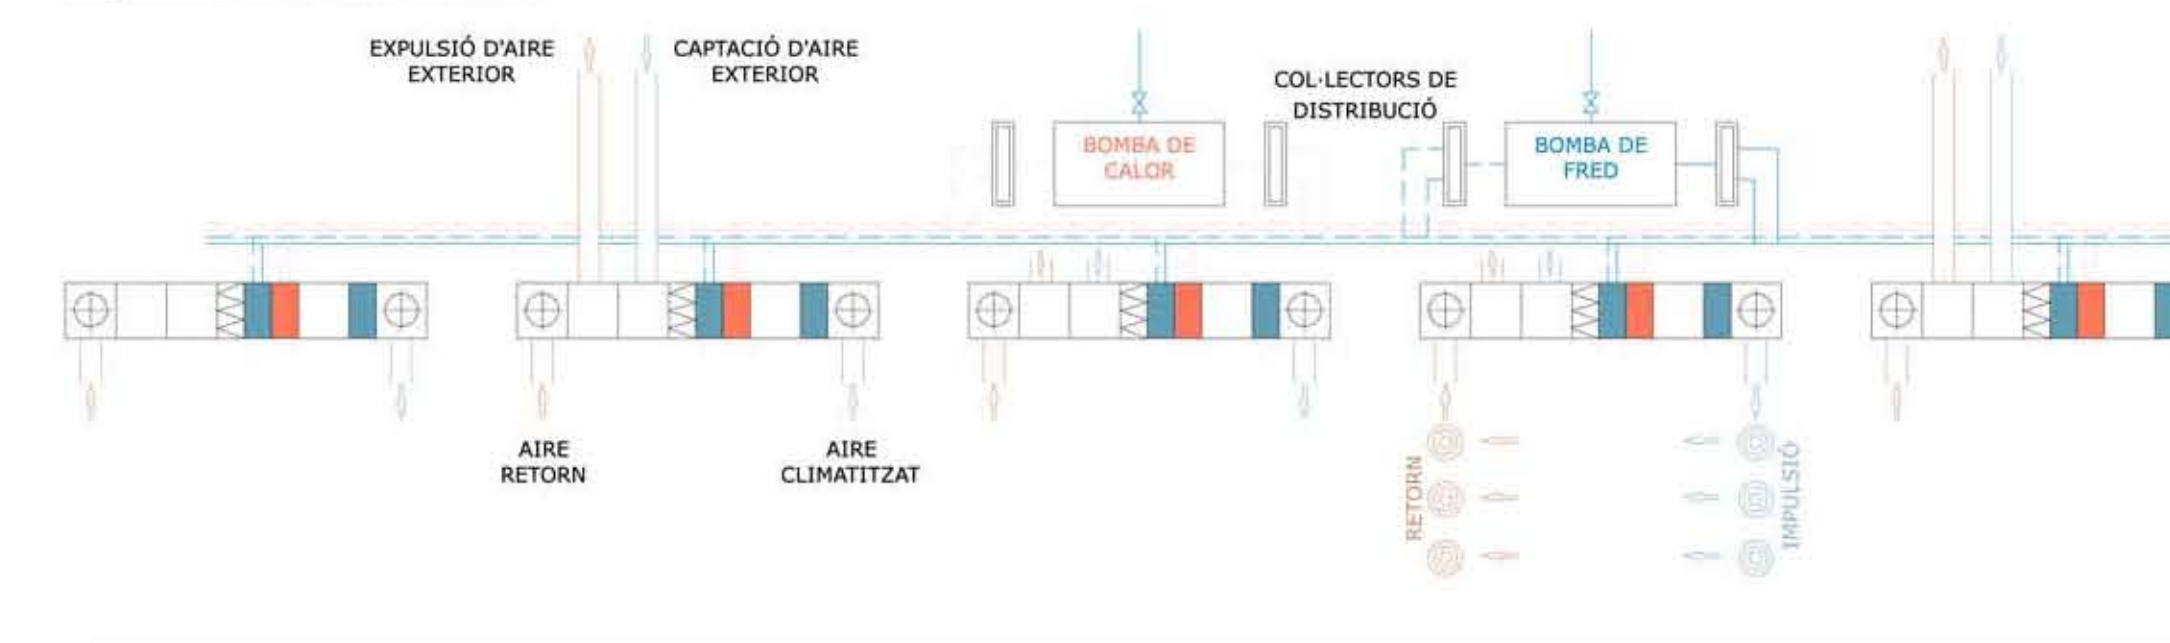 EXPULSIÓ D'AIRE
EXTERIOR
CAPTACIÓ D'AIRE
EXTERIOR
COL·LECTORS DE
DISTRIBUCIÓ
BOMBA DE
CALOR
BOMBA DE
FRED
AIRE
RETORN
AIRE
CLIMATITZAT
RETORN
IMPULSIÓ